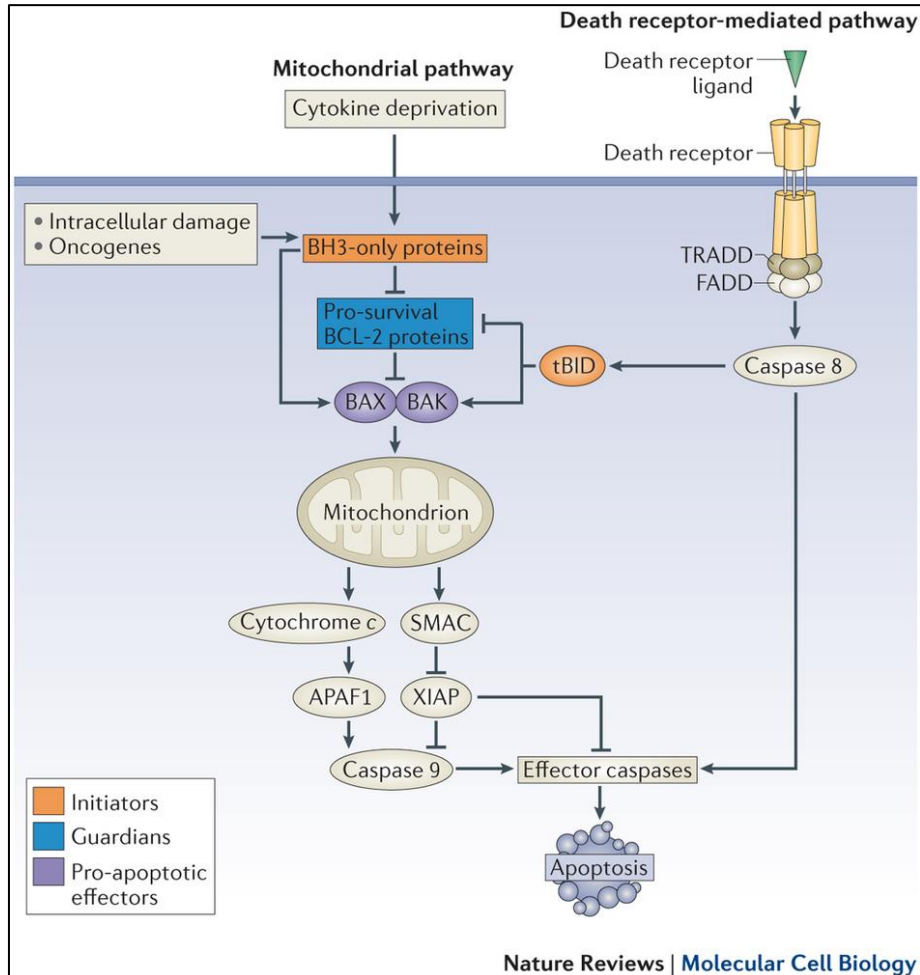 Death receptor-mediated pathway
Death receptor
ligand
Mitochondrial pathway
Cytokine deprivation
Death receptor
• Intracellular damage
• Oncogenes
BH3-only proteins
TRADD
FADD
Pro-survival
BCL-2 proteins
tBID
Caspase 8
BAX
BAK
Mitochondrion
Cytochrome c
SMAC
APAF1
XIAP
Caspase 9
Effector caspases
Initiators
Guardians
Pro-apoptotic
effectors
Apoptosis
Nature Reviews | Molecular Cell Biology